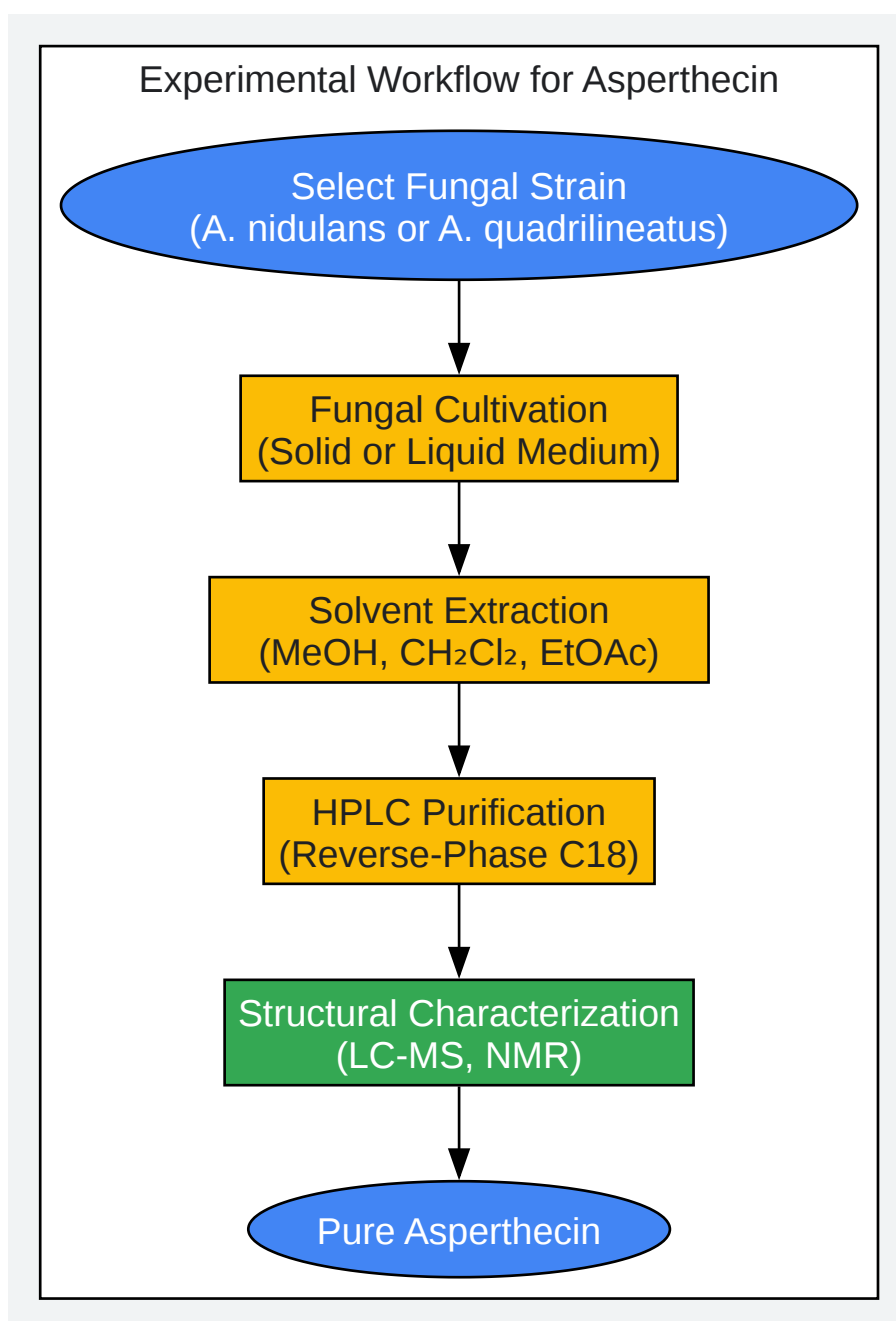 Experimental Workflow for Asperthecin
Select Fungal Strain
(A. nidulans or A. quadrilineatus)
Fungal Cultivation
(Solid or Liquid Medium)
Solvent Extraction
(MeOH, CH₂Cl₂, EtOAc)
HPLC Purification
(Reverse-Phase C18)
Structural Characterization
(LC-MS, NMR)
Pure Asperthecin